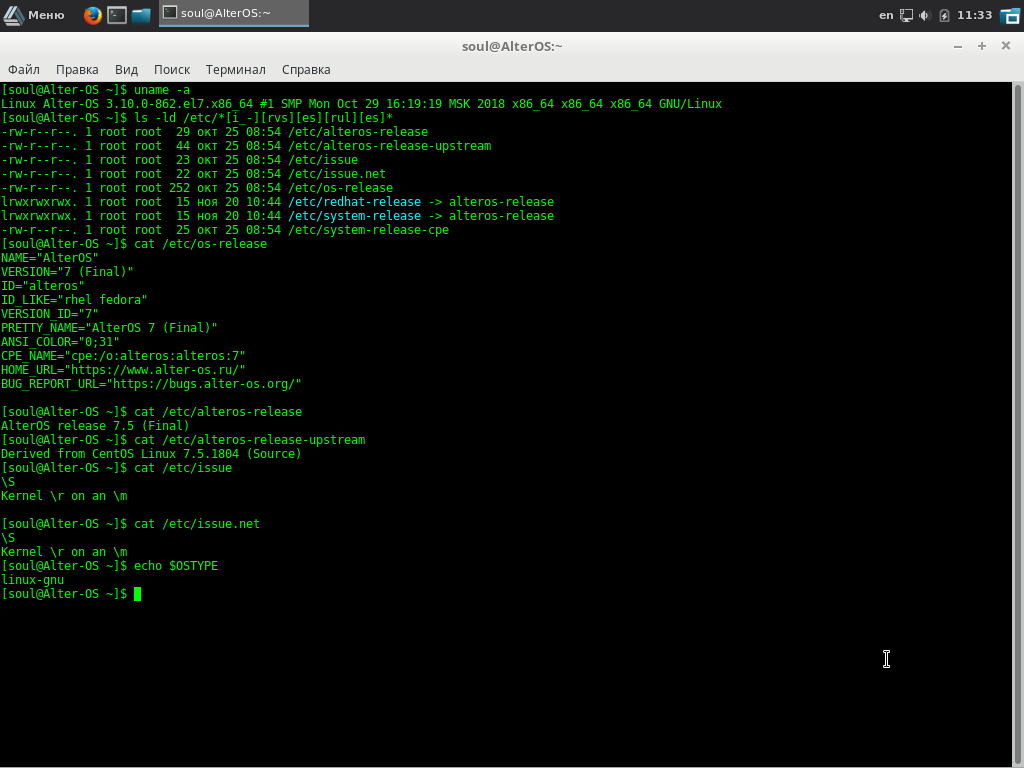 Меню
soul@AlterOS:~
en
11:33
soul@AlterOS:~
Файл Правка Вид Поиск Терминал Справка
[soul@Alter-OS ~]$ uname -a
Linux Alter-OS 3.10.0-862.el7.x86_64 #1 SMP Mon Oct 29 16:19:19 MSK 2018 x86_64 x86_64 x86_64 GNU/Linux
[soul@Alter-OS ~]$ ls -ld /etc/*[i_-][rvs][es][rul][es]*
-rw-r--r--. 1 root root  29 окт 25 08:54 /etc/alteros-release
-rw-r--r--. 1 root root  44 окт 25 08:54 /etc/alteros-release-upstream
-rw-r--r--. 1 root root  23 окт 25 08:54 /etc/issue
-rw-r--r--. 1 root root  22 окт 25 08:54 /etc/issue.net
-rw-r--r--. 1 root root 252 окт 25 08:54 /etc/os-release
lrwxrwxrwx. 1 root root  15 ноя 20 10:44 /etc/redhat-release -> alteros-release
lrwxrwxrwx. 1 root root  15 ноя 20 10:44 /etc/system-release -> alteros-release
-rw-r--r--. 1 root root  25 окт 25 08:54 /etc/system-release-cpe
[soul@Alter-OS ~]$ cat /etc/os-release
NAME="AlterOS"
VERSION="7 (Final)"
ID="alteros"
ID_LIKE="rhel fedora"
VERSION_ID="7"
PRETTY_NAME="AlterOS 7 (Final)"
ANSI_COLOR="0;31"
CPE_NAME="cpe:/o:alteros:alteros:7"
HOME_URL="https://www.alter-os.ru/"
BUG_REPORT_URL="https://bugs.alter-os.org/"
[soul@Alter-OS ~]$ cat /etc/alteros-release
AlterOS release 7.5 (Final)
[soul@Alter-OS ~]$ cat /etc/alteros-release-upstream
Derived from CentOS Linux 7.5.1804 (Source)
[soul@Alter-OS ~]$ cat /etc/issue
\S
Kernel \r on an \m
[soul@Alter-OS ~]$ cat /etc/issue.net
\S
Kernel \r on an \m
[soul@Alter-OS ~]$ echo $OSTYPE
linux-gnu
[soul@Alter-OS ~]$